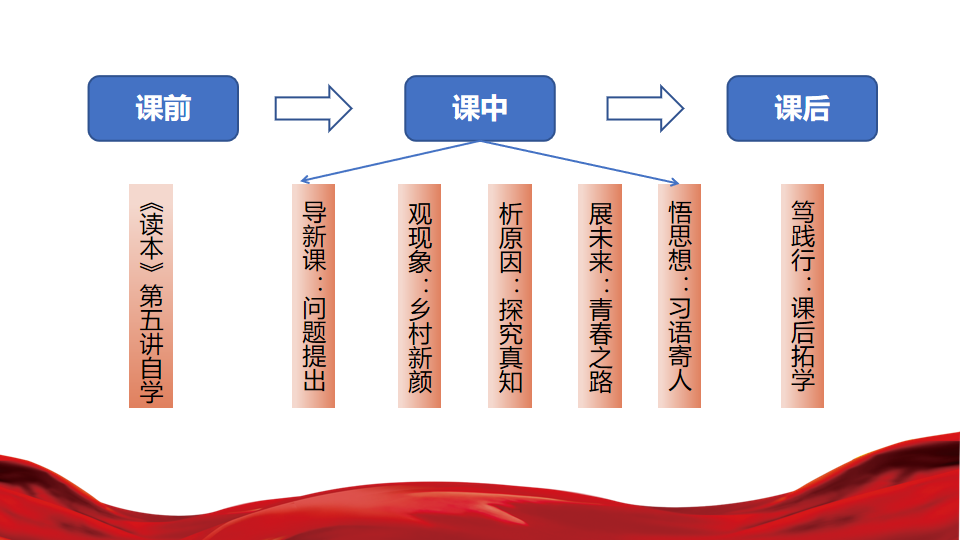 课前
课中
课后
《读本》第五讲自学
导新课：问题提出
观现象：乡村新颜
析原因：探究真知
展未来：青春之路
悟思想：习语寄人
笃践行：课后拓学